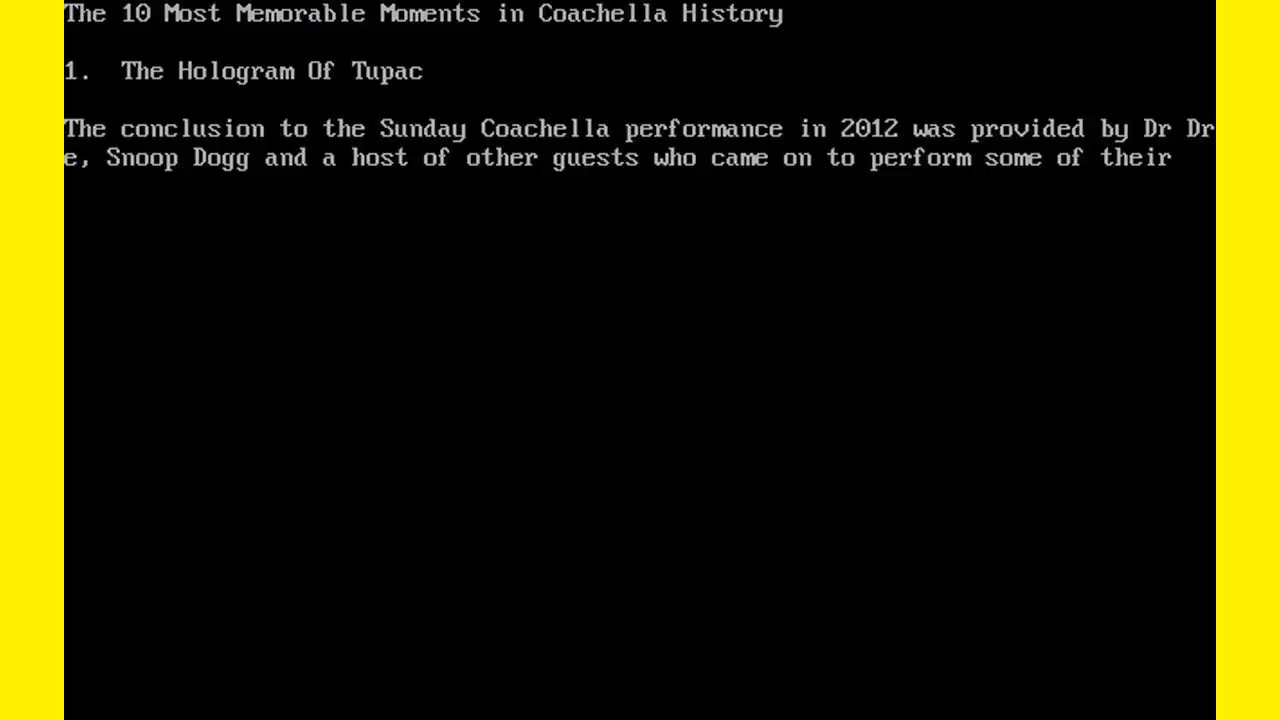 The 10 Most Memorable Moments in Coachella History
1.  The Hologram Of Tupac
The conclusion to the Sunday Coachella performance in 2012 was provided by Dr Dr
e, Snoop Dogg and a host of other guests who came on to perform some of their